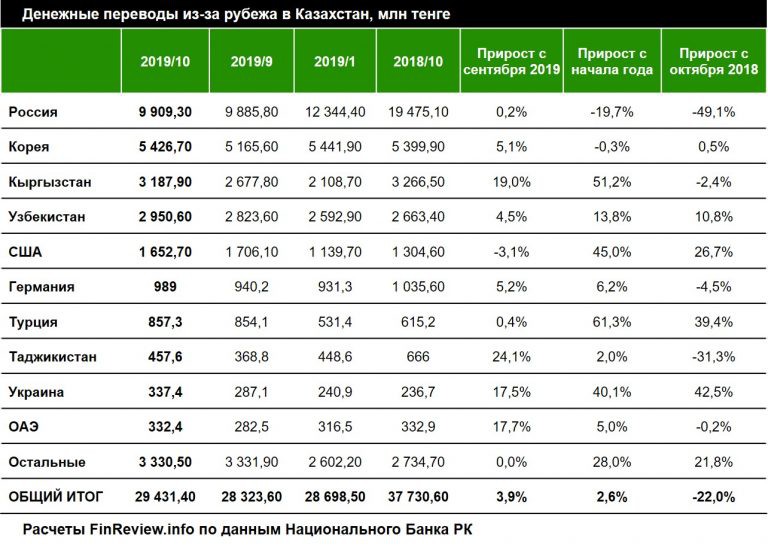 Денежные переводы из-за рубежа в Казахстан, млн тенге
2019/10 2019/9 2019/1 2018/10 Прирост с сентября 2019 Прирост с начала года Прирост с октября 2018
Россия 9 909,30 9 885,80 12 344,40 19 475,10 0,2% -19,7% -49,1%
Корея 5 426,70 5 165,60 5 441,90 5 399,90 5,1% -0,3% 0,5%
Кыргызстан 3 187,90 2 677,80 2 108,70 3 266,50 19,0% 51,2% -2,4%
Узбекистан 2 950,60 2 823,60 2 592,90 2 663,40 4,5% 13,8% 10,8%
США 1 652,70 1 706,10 1 139,70 1 304,60 -3,1% 45,0% 26,7%
Германия 989 940,2 931,3 1 035,60 5,2% 6,2% -4,5%
Турция 857,3 854,1 531,4 615,2 0,4% 61,3% 39,4%
Таджикистан 457,6 368,8 448,6 666 24,1% 2,0% -31,3%
Украина 337,4 287,1 240,9 236,7 17,5% 40,1% 42,5%
ОАЭ 332,4 282,5 316,5 332,9 17,7% 5,0% -0,2%
Остальные 3 330,50 3 331,90 2 602,20 2 734,70 0,0% 28,0% 21,8%
ОБЩИЙ ИТОГ 29 431,40 28 323,60 28 698,50 37 730,60 3,9% 2,6% -22,0%
Расчеты FinReview.info по данным Национального Банка РК